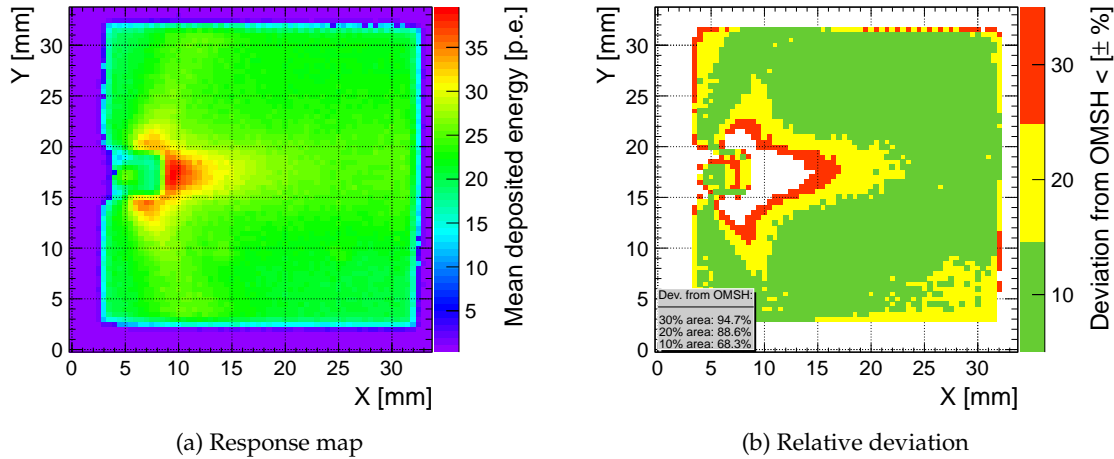 Y [mm]
30
25
20
15
10
5
0
0 5 10 15 20 25 30
X [mm]
35
30
25
20
15
10
5
Mean deposited energy [p.e.]
(a) Response map
Y [mm]
30
25
20
15
10
5
0
Dev. from OMSH:
30% area: 94.7%
20% area: 88.6%
10% area: 68.3%
0 5 10 15 20 25 30
X [mm]
30
20
10
Deviation from OMSH < [± %]
(b) Relative deviation